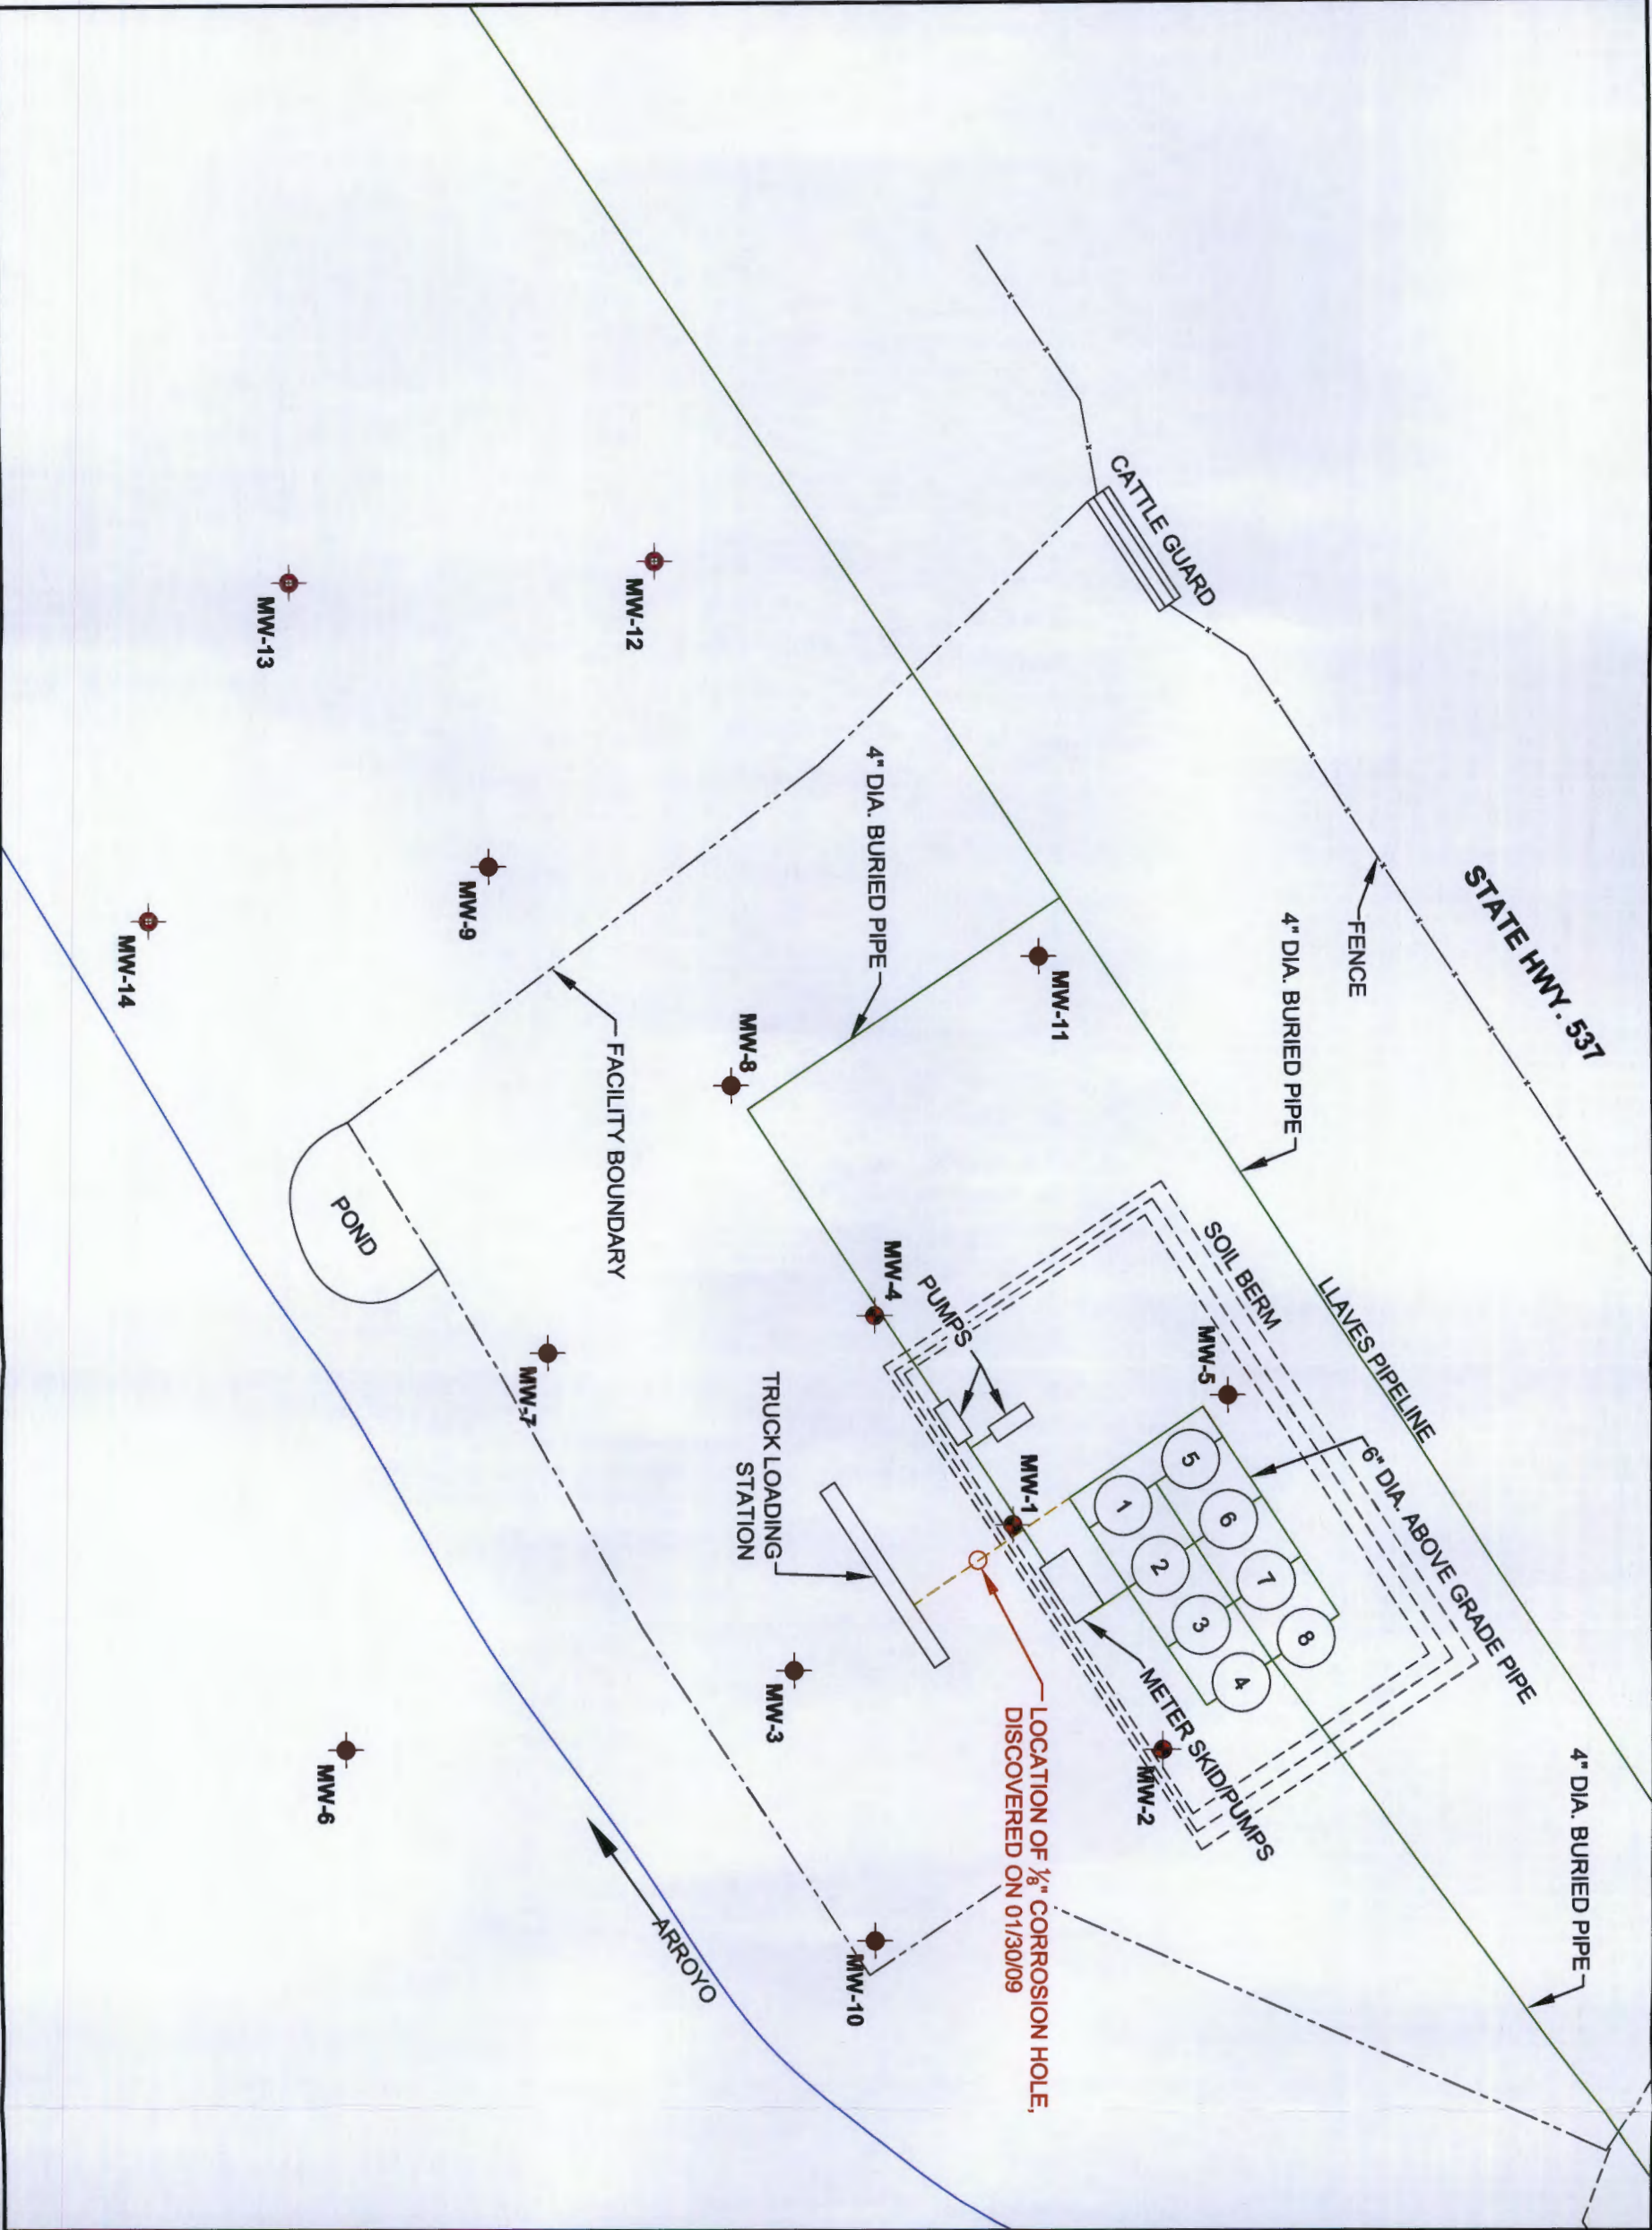 STATE HWY. 537
FENCE
4" DIA. BURIED PIPE
4" DIA. BURIED PIPE
LLAVES PIPELINE
6" DIA. ABOVE GRADE PIPE
CATTLE GUARD
SOIL BERM
MW-5
5
6
7
8
1
2
3
4
METER SKID/PUMPS
MW-2
MW-11
4" DIA. BURIED PIPE
MW-1
LOCATION OF ⅛" CORROSION HOLE,
DISCOVERED ON 01/30/09
PUMPS
MW-4
MW-8
TRUCK LOADING
STATION
MW-3
MW-10
MW-12
FACILITY BOUNDARY
ARROYO
MW-7
MW-9
POND
MW-6
MW-13
MW-14